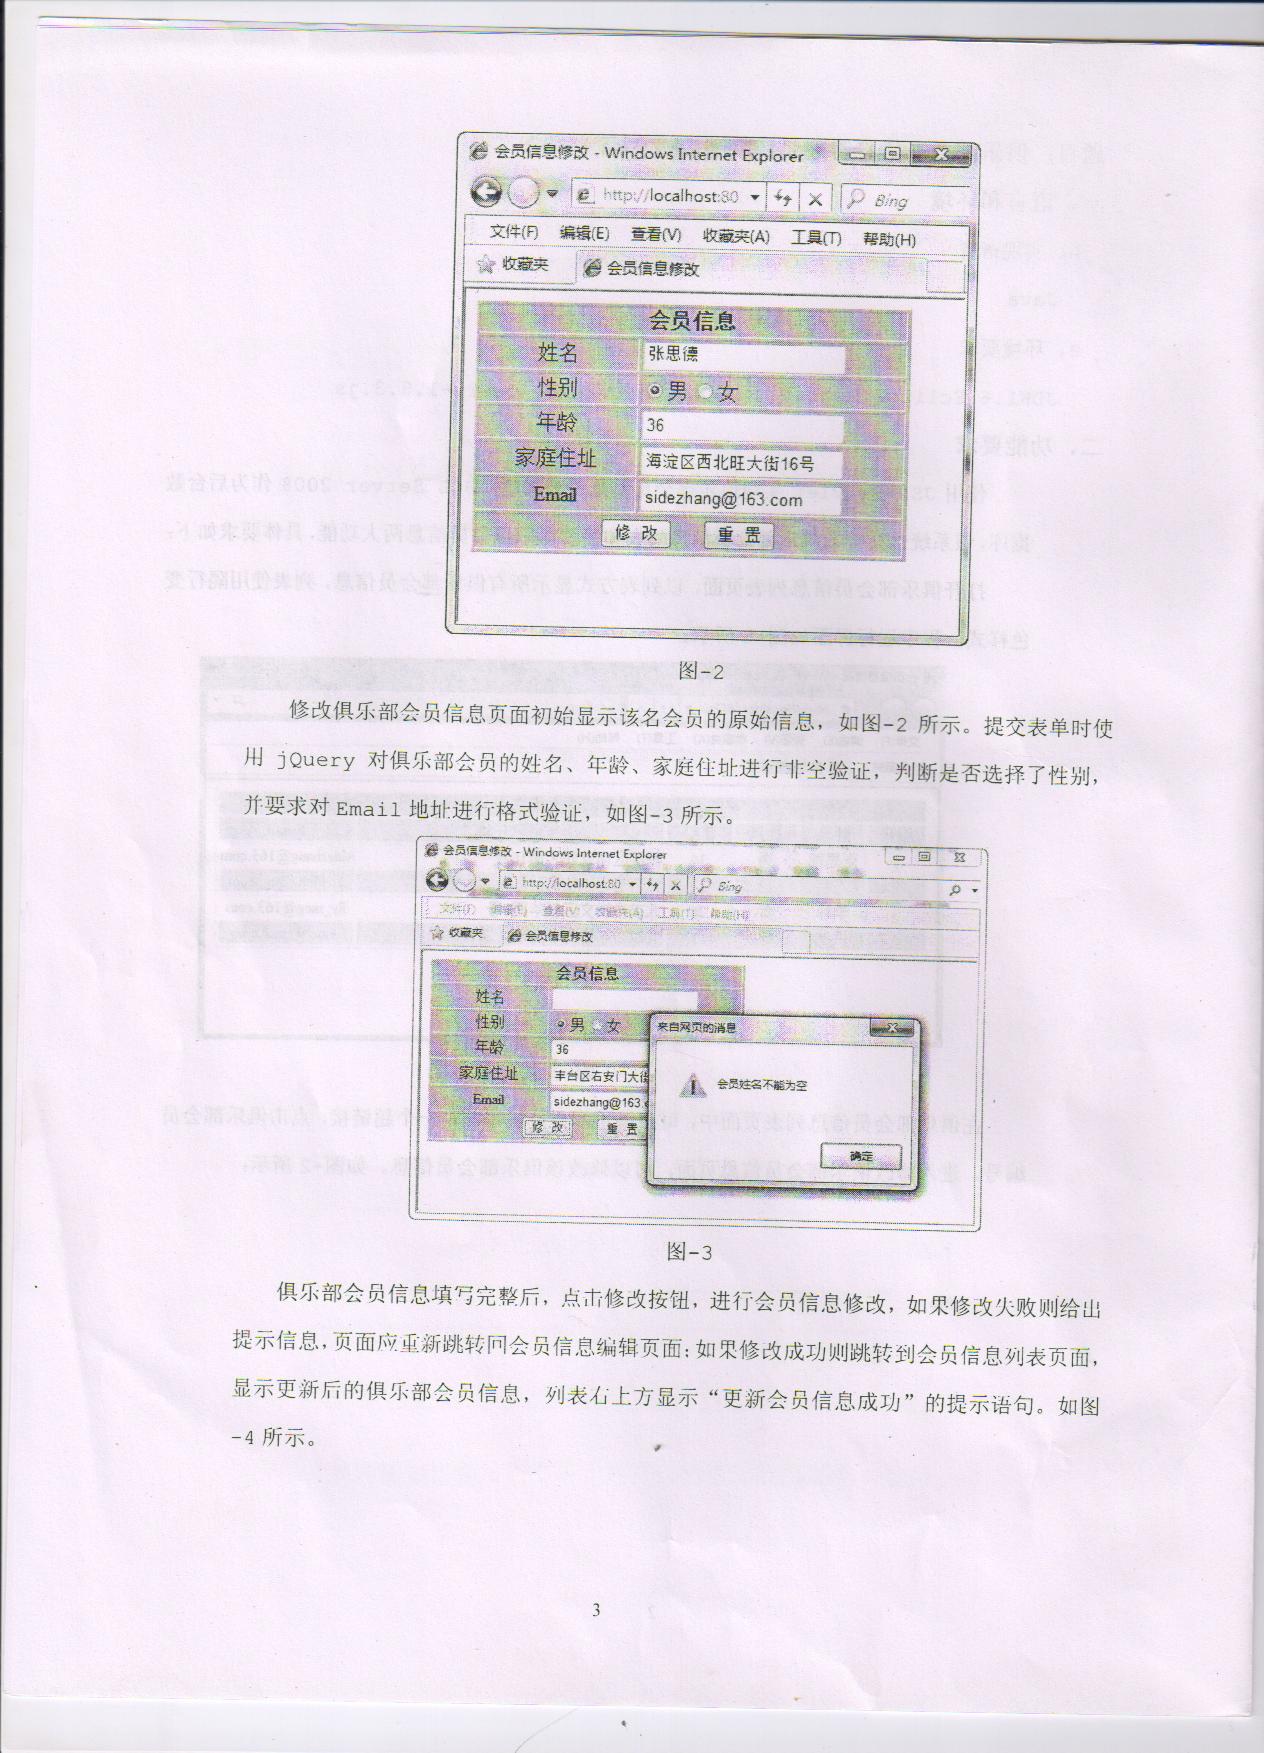 会员信息修改 - Windows Internet Explorer
http://localhost:80
Bing
文件(F) 编辑(E) 查看(V) 收藏夹(A) 工具(T) 帮助(H)
收藏夹 会员信息修改
会员信息
姓名 张思德
性别 男 女
年龄 36
家庭住址 海淀区西北旺大街16号
Email sidezhang@163.com
修 改 重 置
图-2
修改俱乐部会员信息页面初始显示该名会员的原始信息，如图-2 所示。提交表单时使
用 jQuery 对俱乐部会员的姓名、年龄、家庭住址进行非空验证，判断是否选择了性别，
并要求对 Email 地址进行格式验证，如图-3 所示。
会员信息修改 - Windows Internet Explorer
http://localhost:80 Bing
文件(F) 编辑(E) 查看(V) 收藏夹(A) 工具(T) 帮助(H)
收藏夹 会员信息修改
会员信息
姓名
性别 男 女
来自网页的消息
年龄 36
家庭住址 丰台区右安门大街
会员姓名不能为空
Email sidezhang@163.
修 改 重 置
确定
图-3
俱乐部会员信息填写完整后，点击修改按钮，进行会员信息修改，如果修改失败则给出
提示信息，页面应重新跳转回会员信息编辑页面；如果修改成功则跳转到会员信息列表页面，
显示更新后的俱乐部会员信息，列表右上方显示“更新会员信息成功”的提示语句。如图
-4 所示。
3